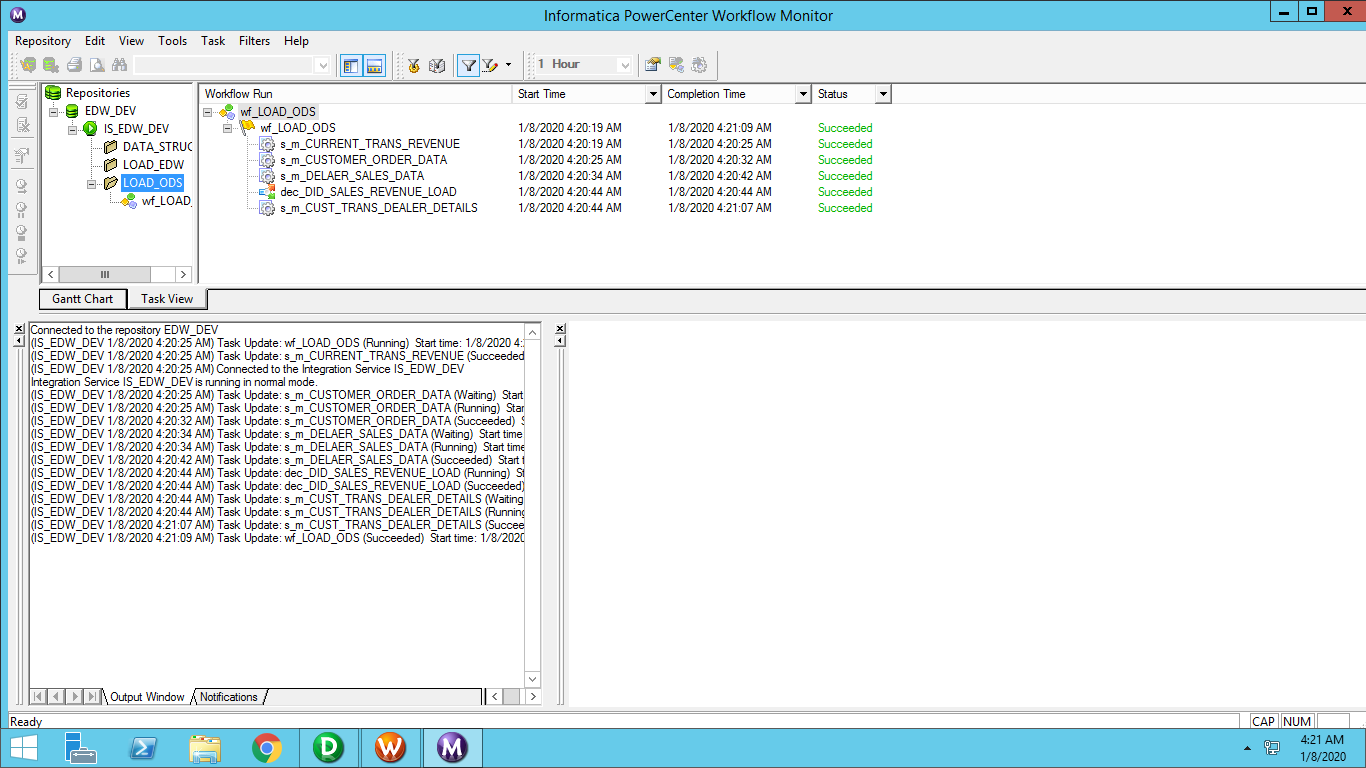 Informatica PowerCenter Workflow Monitor
Repository Edit View Tools Task Filters Help
1 Hour
Repositories
EDW_DEV
IS_EDW_DEV
DATA_STRUC
LOAD_EDW
LOAD_ODS
wf_LOAD_
Workflow Run Start Time Completion Time Status
wf_LOAD_ODS
wf_LOAD_ODS 1/8/2020 4:20:19 AM 1/8/2020 4:21:09 AM Succeeded
s_m_CURRENT_TRANS_REVENUE 1/8/2020 4:20:19 AM 1/8/2020 4:20:25 AM Succeeded
s_m_CUSTOMER_ORDER_DATA 1/8/2020 4:20:25 AM 1/8/2020 4:20:32 AM Succeeded
s_m_DELAER_SALES_DATA 1/8/2020 4:20:34 AM 1/8/2020 4:20:42 AM Succeeded
dec_DID_SALES_REVENUE_LOAD 1/8/2020 4:20:44 AM 1/8/2020 4:20:44 AM Succeeded
s_m_CUST_TRANS_DEALER_DETAILS 1/8/2020 4:20:44 AM 1/8/2020 4:21:07 AM Succeeded
Gantt Chart Task View
Connected to the repository EDW_DEV
(IS_EDW_DEV 1/8/2020 4:20:25 AM) Task Update: wf_LOAD_ODS (Running) Start time: 1/8/2020 4:
(IS_EDW_DEV 1/8/2020 4:20:25 AM) Task Update: s_m_CURRENT_TRANS_REVENUE (Succeeded
(IS_EDW_DEV 1/8/2020 4:20:25 AM) Connected to the Integration Service IS_EDW_DEV
Integration Service IS_EDW_DEV is running in normal mode.
(IS_EDW_DEV 1/8/2020 4:20:25 AM) Task Update: s_m_CUSTOMER_ORDER_DATA (Waiting) Start
(IS_EDW_DEV 1/8/2020 4:20:25 AM) Task Update: s_m_CUSTOMER_ORDER_DATA (Running) Star
(IS_EDW_DEV 1/8/2020 4:20:32 AM) Task Update: s_m_CUSTOMER_ORDER_DATA (Succeeded) S
(IS_EDW_DEV 1/8/2020 4:20:34 AM) Task Update: s_m_DELAER_SALES_DATA (Waiting) Start time
(IS_EDW_DEV 1/8/2020 4:20:34 AM) Task Update: s_m_DELAER_SALES_DATA (Running) Start time
(IS_EDW_DEV 1/8/2020 4:20:42 AM) Task Update: s_m_DELAER_SALES_DATA (Succeeded) Start t
(IS_EDW_DEV 1/8/2020 4:20:44 AM) Task Update: dec_DID_SALES_REVENUE_LOAD (Running) St
(IS_EDW_DEV 1/8/2020 4:20:44 AM) Task Update: dec_DID_SALES_REVENUE_LOAD (Succeeded)
(IS_EDW_DEV 1/8/2020 4:20:44 AM) Task Update: s_m_CUST_TRANS_DEALER_DETAILS (Waiting
(IS_EDW_DEV 1/8/2020 4:20:44 AM) Task Update: s_m_CUST_TRANS_DEALER_DETAILS (Running
(IS_EDW_DEV 1/8/2020 4:21:07 AM) Task Update: s_m_CUST_TRANS_DEALER_DETAILS (Succee
(IS_EDW_DEV 1/8/2020 4:21:09 AM) Task Update: wf_LOAD_ODS (Succeeded) Start time: 1/8/2020
Output Window Notifications
Ready CAP NUM
D W M
4:21 AM
1/8/2020